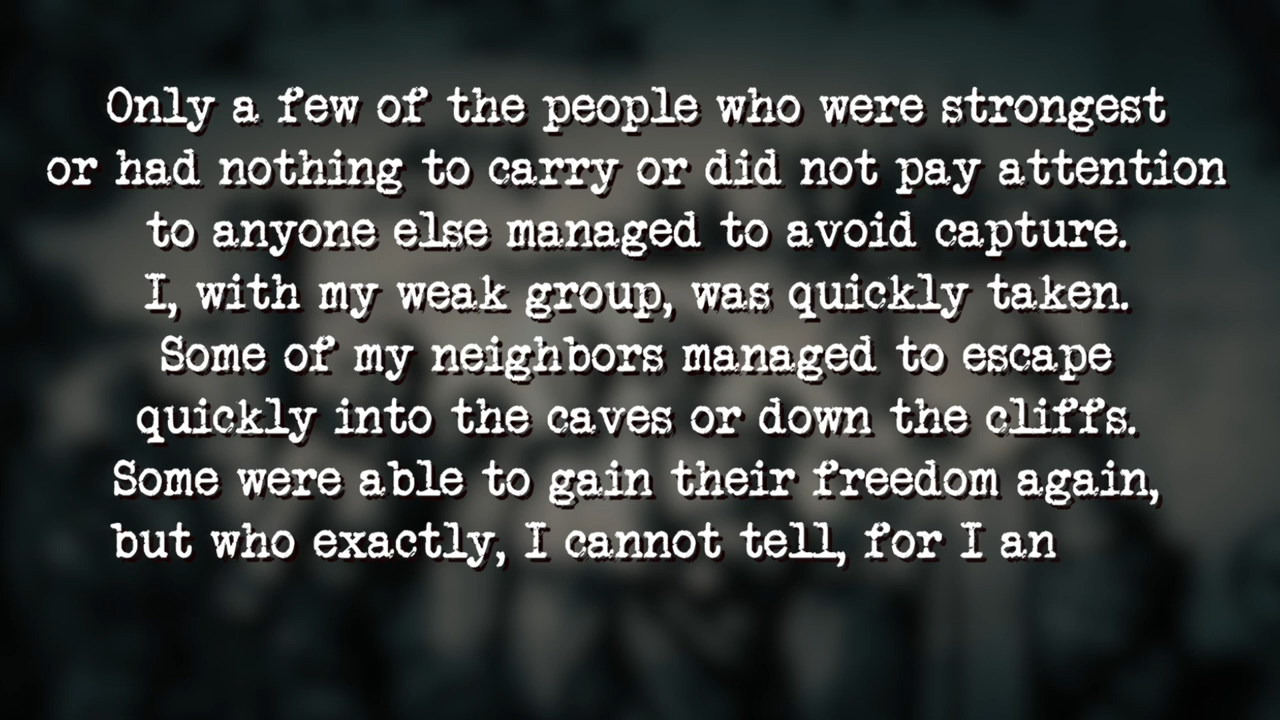 Only a few of the people who were strongest
or had nothing to carry or did not pay attention
to anyone else managed to avoid capture.
I, with my weak group, was quickly taken.
Some of my neighbors managed to escape
quickly into the caves or down the cliffs.
Some were able to gain their freedom again,
but who exactly, I cannot tell, for I an